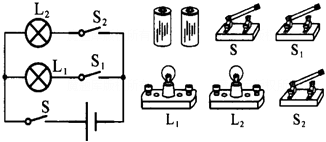 L₂ S₂
L₁ S₁
S
S S₁
L₁ L₂ S₂